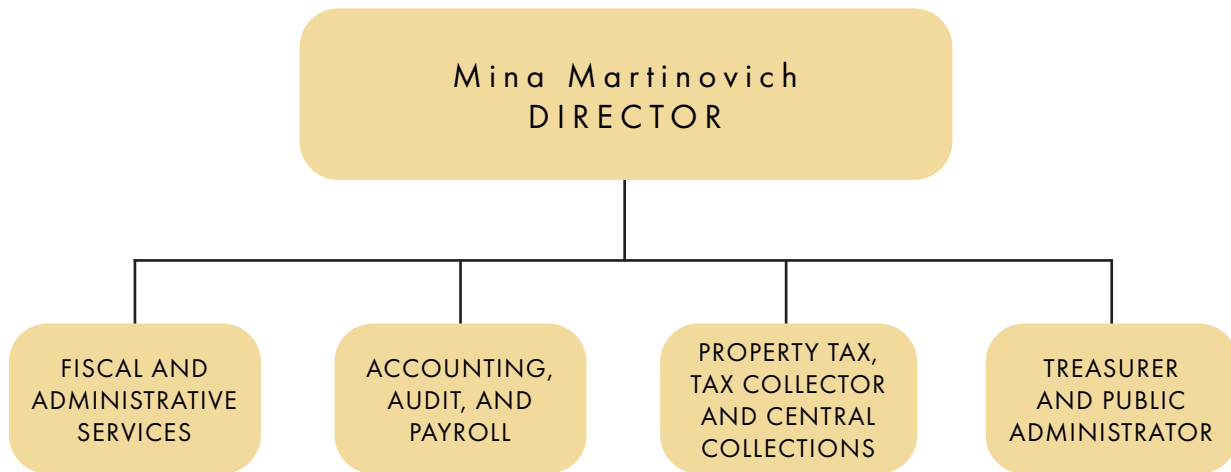 Mina Martinovich
DIRECTOR
FISCAL AND
ADMINISTRATIVE
SERVICES
ACCOUNTING,
AUDIT, AND
PAYROLL
PROPERTY TAX,
TAX COLLECTOR
AND CENTRAL
COLLECTIONS
TREASURER
AND PUBLIC
ADMINISTRATOR